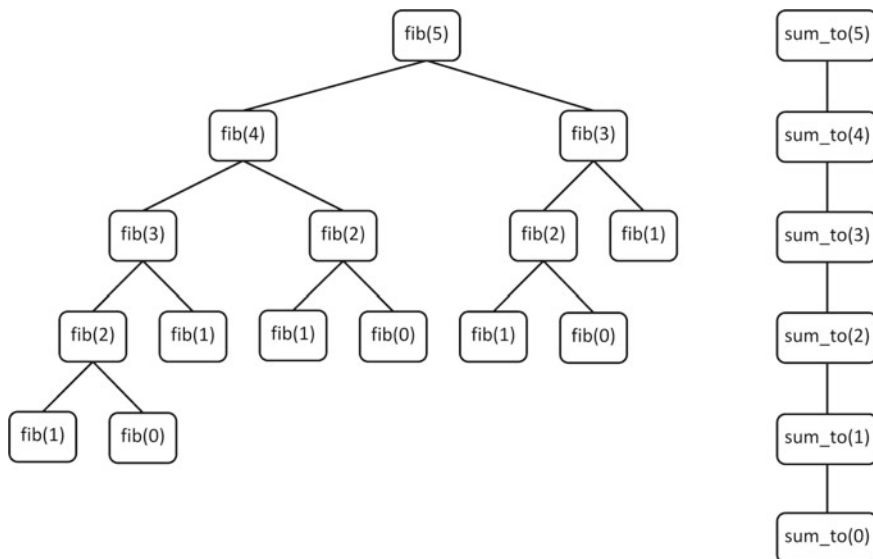 fib(5)
sum_to(5)
fib(4)
fib(3)
sum_to(4)
fib(3)
fib(2)
fib(2)
fib(1)
sum_to(3)
fib(2)
fib(1)
fib(1)
fib(0)
fib(1)
fib(0)
sum_to(2)
fib(1)
fib(0)
sum_to(1)
sum_to(0)